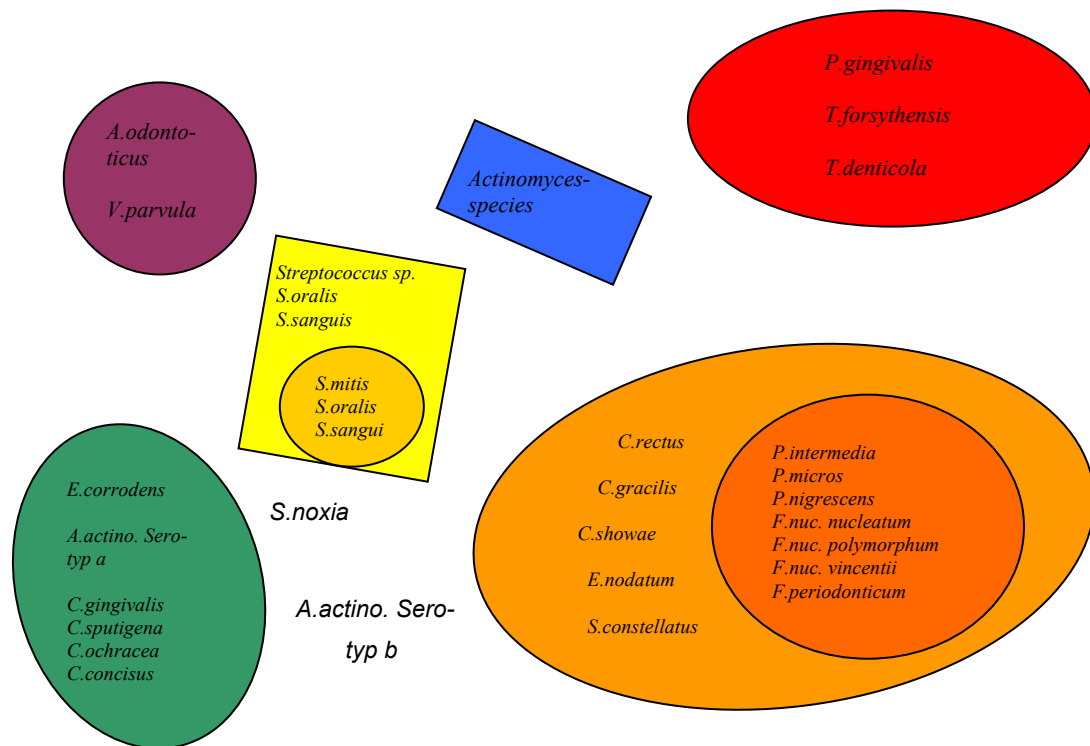 P.gingivalis
T.forsythensis
T.denticola
A.odonto-
ticus
V.parvula
Actinomyces-
species
Streptococcus sp.
S.oralis
S.sanguis
S.mitis
S.oralis
S.sangui
C.rectus
C.gracilis
C.showae
E.nodatum
S.constellatus
P.intermedia
P.micros
P.nigrescens
F.nuc. nucleatum
F.nuc. polymorphum
F.nuc. vincentii
F.periodonticum
E.corrodens
A.actino. Sero-
typ a
C.gingivalis
C.sputigena
C.ochracea
C.concisus
S.noxia
A.actino. Sero-
typ b